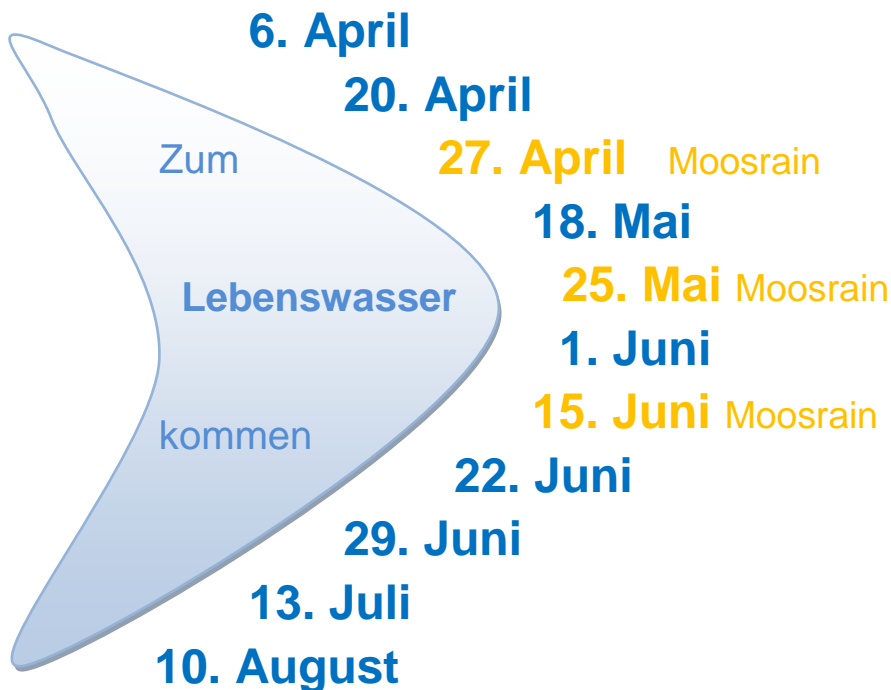 6. April
20. April
Zum
27. April Moosrain
18. Mai
Lebenswasser
25. Mai Moosrain
1. Juni
15. Juni Moosrain
kommen
22. Juni
29. Juni
13. Juli
10. August